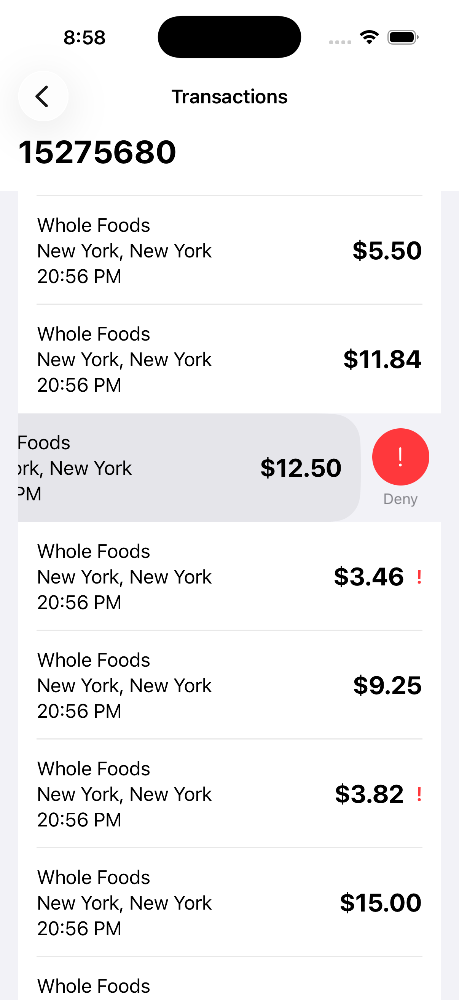 8:58
Transactions
15275680
Whole Foods
New York, New York
20:56 PM
$5.50
Whole Foods
New York, New York
20:56 PM
$11.84
Foods
ork, New York
PM
$12.50
!
Deny
Whole Foods
New York, New York
20:56 PM
$3.46 !
Whole Foods
New York, New York
20:56 PM
$9.25
Whole Foods
New York, New York
20:56 PM
$3.82 !
Whole Foods
New York, New York
20:56 PM
$15.00
Whole Foods